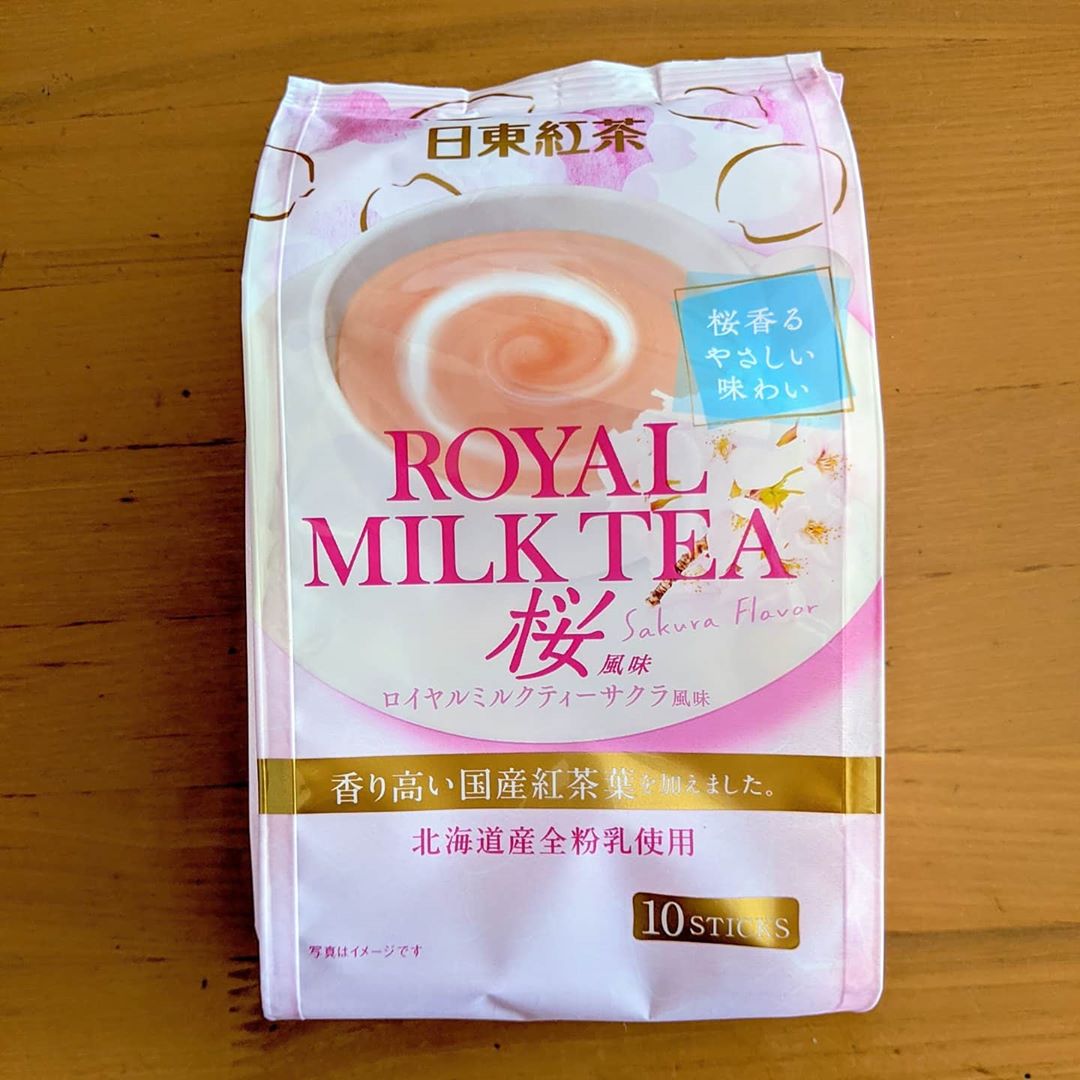 日東紅茶
桜香る
やさしい
味わい
ROYAL
MILK TEA
桜風味
Sakura Flavor
ロイヤルミルクティーサクラ風味
香り高い国産紅茶葉を加えました。
北海道産全粉乳使用
10 STICKS
写真はイメージです